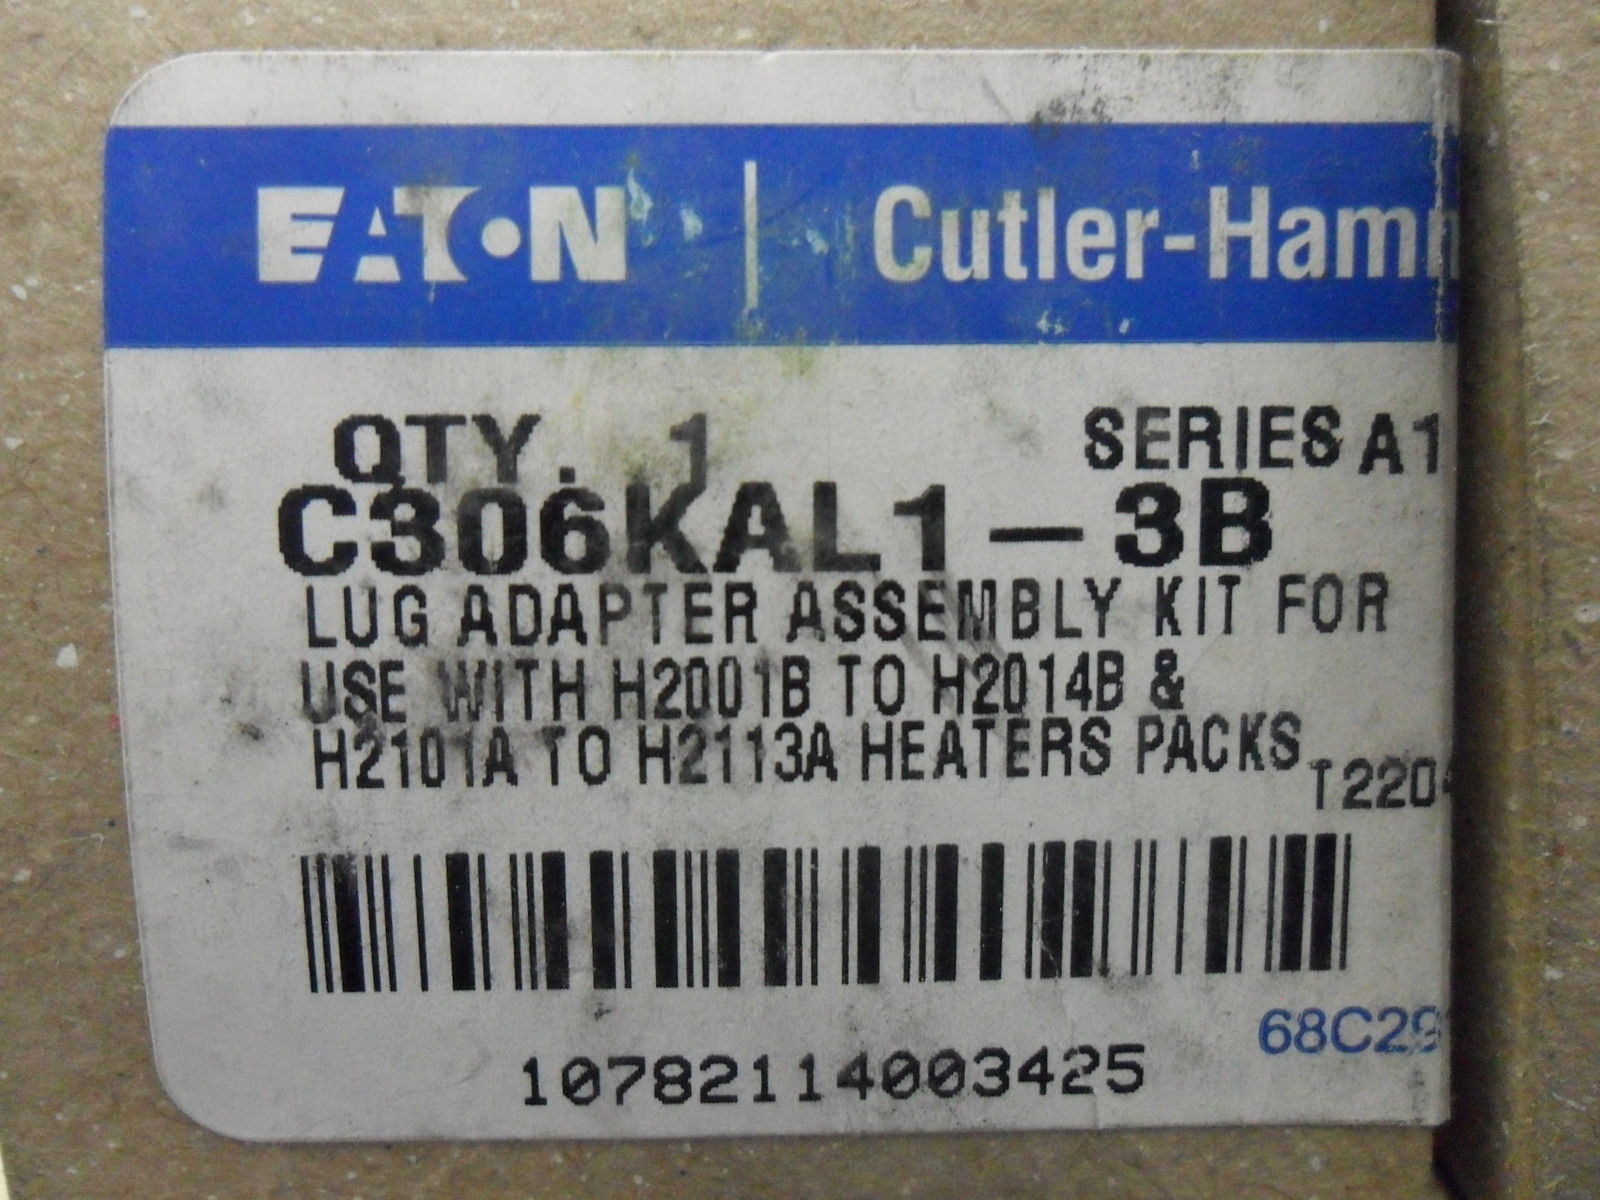 EATON | Cutler-Hamm
QTY. 1 SERIES A1
C306KAL1-3B
LUG ADAPTER ASSEMBLY KIT FOR
USE WITH H2001B TO H2014B &
H2101A TO H2113A HEATERS PACKS
T2204
68C29
10782114003425